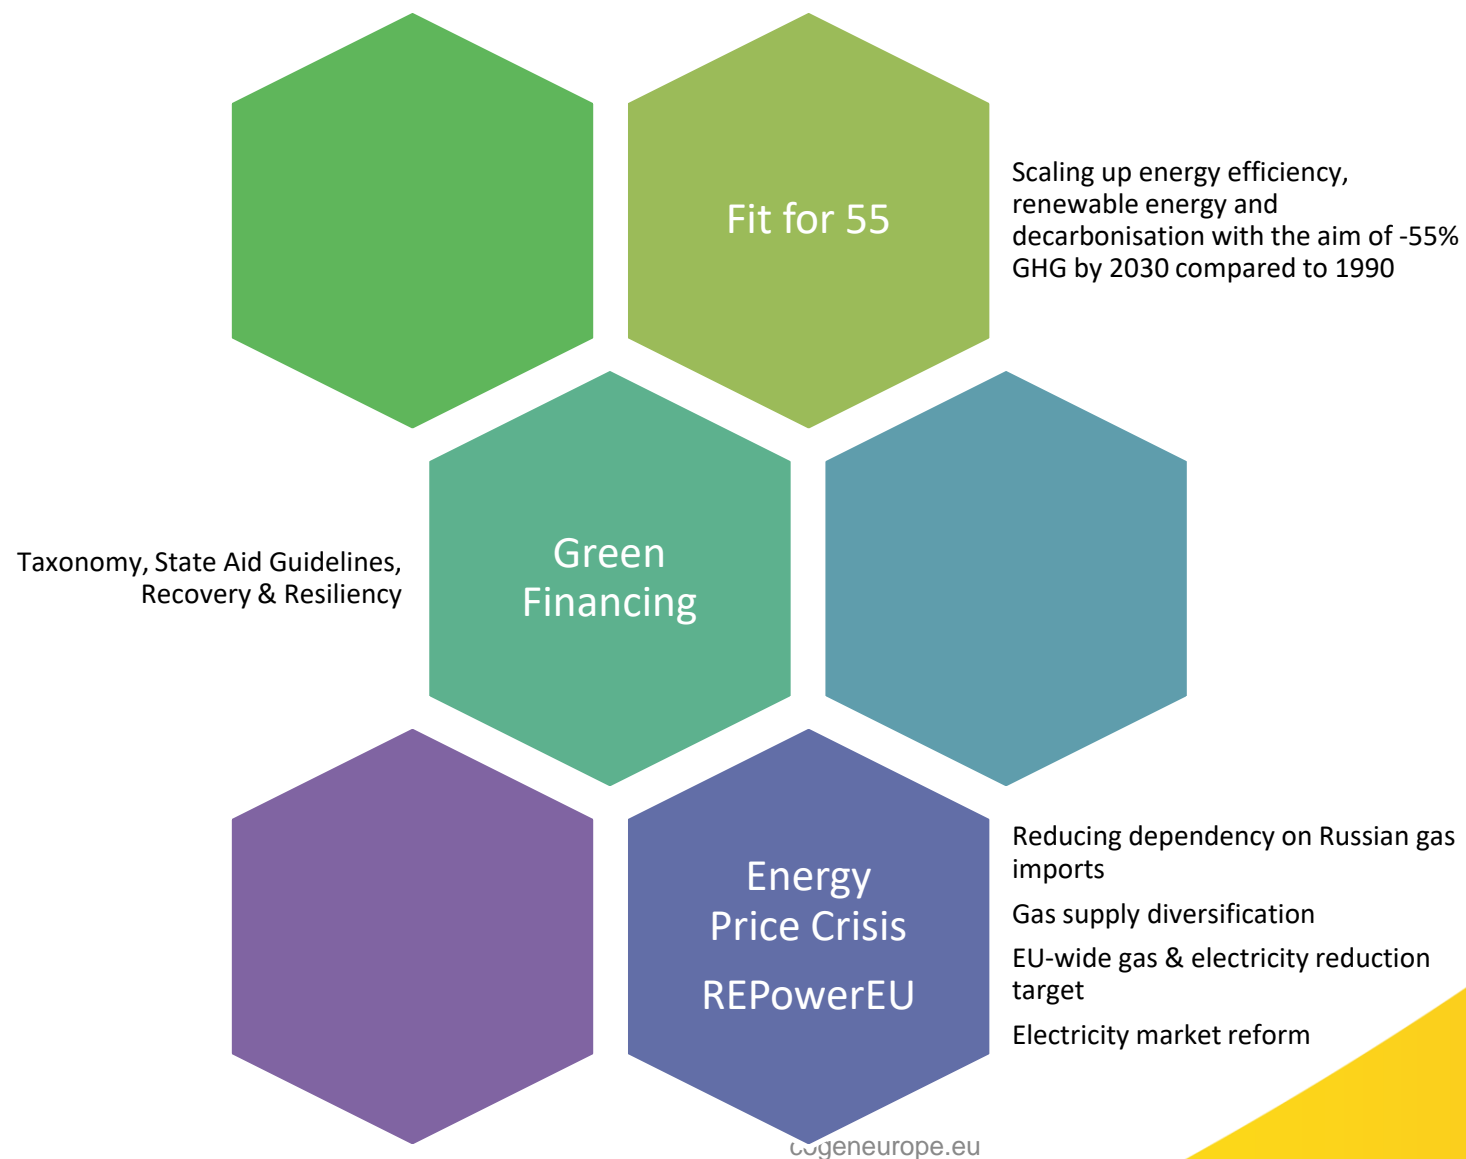 Fit for 55
Scaling up energy efficiency,
renewable energy and
decarbonisation with the aim of -55%
GHG by 2030 compared to 1990
Taxonomy, State Aid Guidelines,
Recovery & Resiliency
Green
Financing
Energy
Price Crisis
REPowerEU
Reducing dependency on Russian gas
imports
Gas supply diversification
EU-wide gas & electricity reduction
target
Electricity market reform
cogeneurope.eu